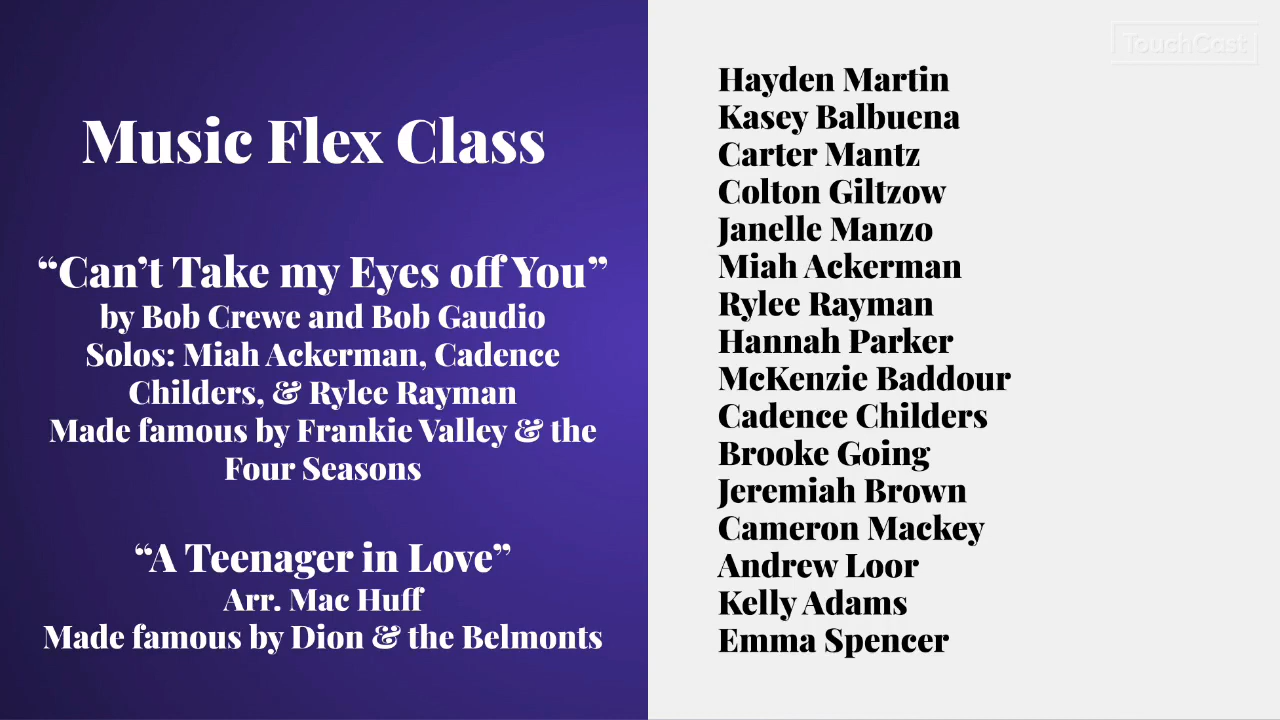 Music Flex Class
“Can’t Take my Eyes off You”
by Bob Crewe and Bob Gaudio
Solos: Miah Ackerman, Cadence
Childers, & Rylee Rayman
Made famous by Frankie Valley & the
Four Seasons
“A Teenager in Love”
Arr. Mac Huff
Made famous by Dion & the Belmonts
TouchCast
Hayden Martin
Kasey Balbuena
Carter Mantz
Colton Giltzow
Janelle Manzo
Miah Ackerman
Rylee Rayman
Hannah Parker
McKenzie Baddour
Cadence Childers
Brooke Going
Jeremiah Brown
Cameron Mackey
Andrew Loor
Kelly Adams
Emma Spencer